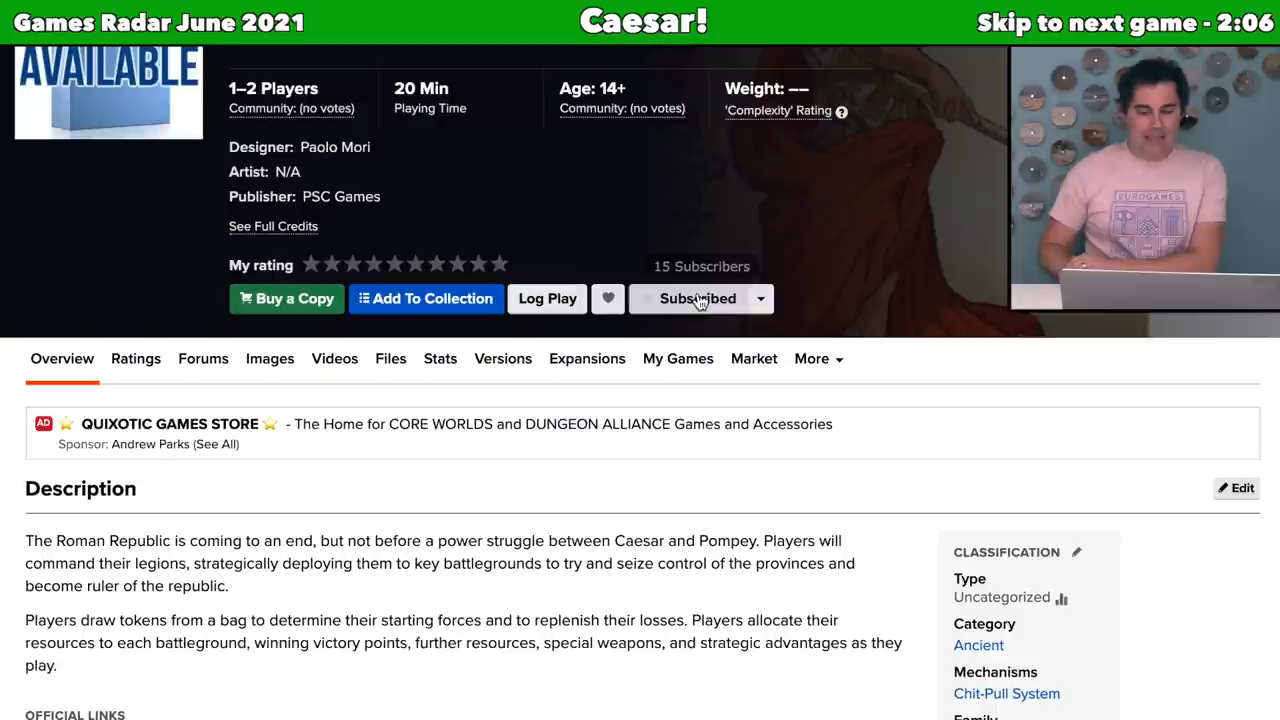 Games Radar June 2021
Caesar!
Skip to next game - 2:06
AVAILABLE
1–2 Players
Community: (no votes)
20 Min
Playing Time
Age: 14+
Community: (no votes)
Weight: --
'Complexity' Rating ?
Designer: Paolo Mori
Artist: N/A
Publisher: PSC Games
See Full Credits
My rating
15 Subscribers
Buy a Copy
Add To Collection
Log Play
Subscribed
EUROGAMES
Overview
Ratings
Forums
Images
Videos
Files
Stats
Versions
Expansions
My Games
Market
More
AD QUIXOTIC GAMES STORE - The Home for CORE WORLDS and DUNGEON ALLIANCE Games and Accessories
Sponsor: Andrew Parks (See All)
Description
Edit
The Roman Republic is coming to an end, but not before a power struggle between Caesar and Pompey. Players will
command their legions, strategically deploying them to key battlegrounds to try and seize control of the provinces and
become ruler of the republic.
Players draw tokens from a bag to determine their starting forces and to replenish their losses. Players allocate their
resources to each battleground, winning victory points, further resources, special weapons, and strategic advantages as they
play.
OFFICIAL LINKS
CLASSIFICATION
Type
Uncategorized
Category
Ancient
Mechanisms
Chit-Pull System
Family